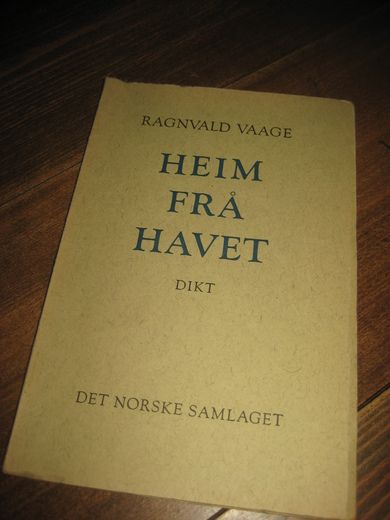 RAGNVALD VAAGE
HEIM
FRÅ
HAVET
DIKT
DET NORSKE SAMLAGET